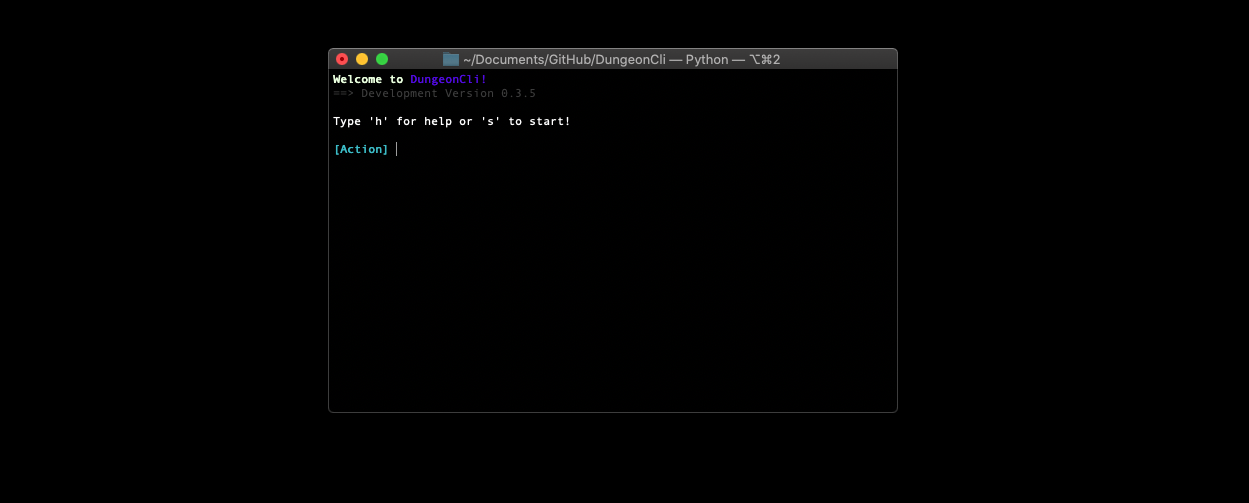 ~/Documents/GitHub/DungeonCli — Python — ⌥⌘2
Welcome to DungeonCli!
==> Development Version 0.3.5
Type 'h' for help or 's' to start!
[Action]